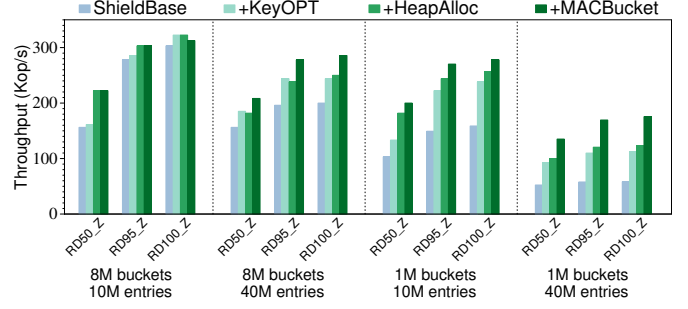 ShieldBase +KeyOPT +HeapAlloc +MACBucket
Throughput (Kop/s)
300
200
100
0
RD50_Z RD95_Z RD100_Z RD50_Z RD95_Z RD100_Z RD50_Z RD95_Z RD100_Z RD50_Z RD95_Z RD100_Z
8M buckets 8M buckets 1M buckets 1M buckets
10M entries 40M entries 10M entries 40M entries